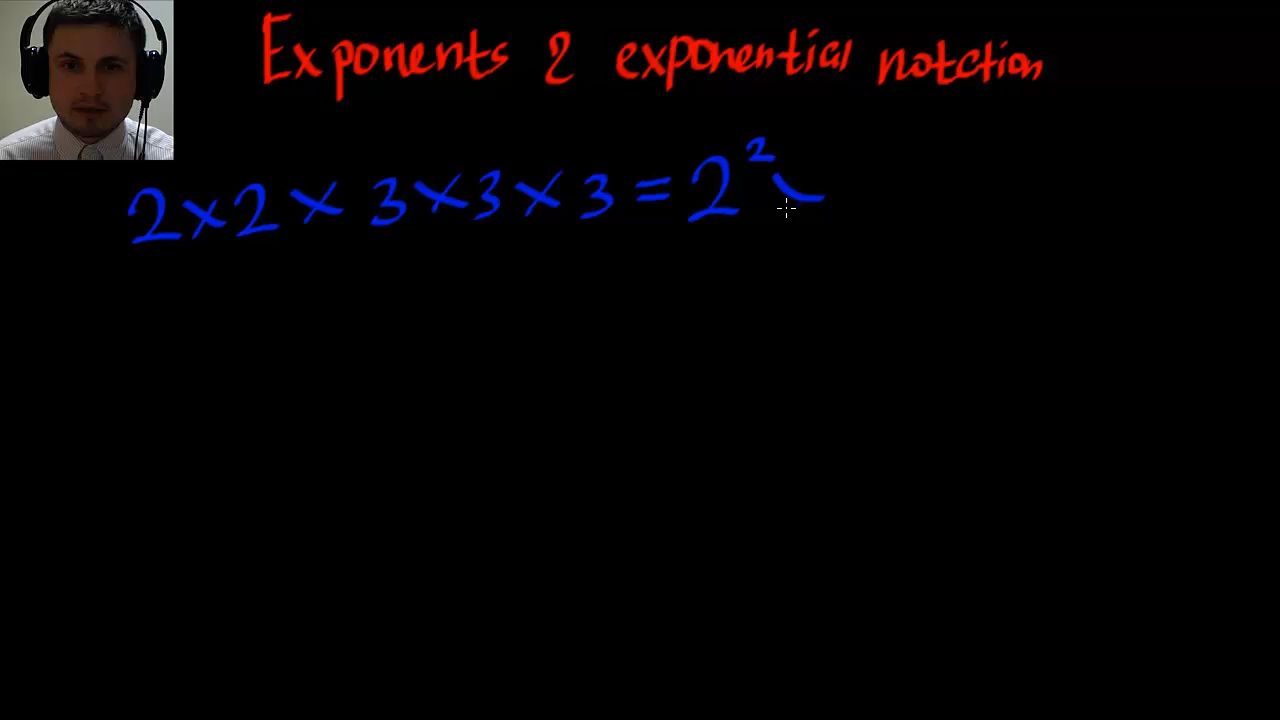 Exponents 2 exponential notation
2 × 2 × 3 × 3 × 3 = 2²